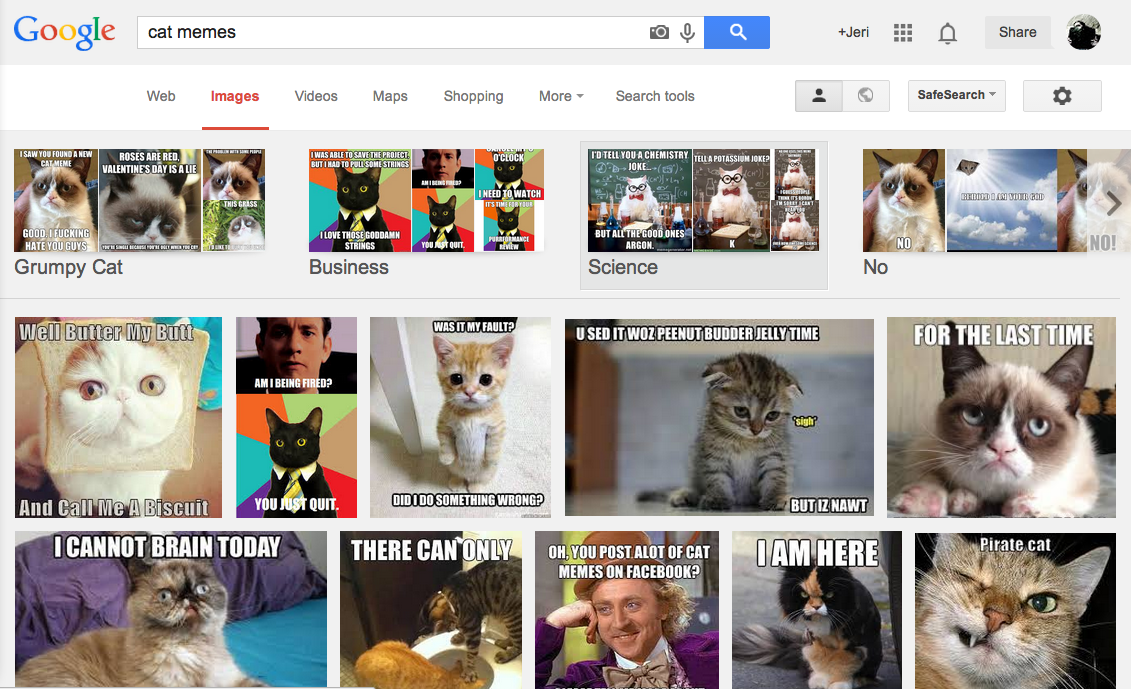 Google
cat memes
+Jeri
Share
Web
Images
Videos
Maps
Shopping
More
Search tools
SafeSearch
I SAW YOU FOUND A NEW
CAT MEME
GOOD. I FUCKING
HATE YOU GUYS
ROSES ARE RED,
VALENTINE'S DAY IS A LIE
YOU'RE SINGLE BECAUSE YOU'RE UGLY WHEN YOU CRY
THE PROBLEM WITH SOME PEOPLE
THIS GRASS
I WAS ABLE TO SAVE THE PROJECT,
BUT I HAD TO PULL SOME STRINGS
I LOVE THOSE GODDAMN
STRINGS
AM I BEING FIRED?
YOU JUST QUIT.
O'CLOCK
I NEED TO WATCH
IT'S TIME FOR YOUR
PURRFORMANCE
REVIEW
I'D TELL YOU A CHEMISTRY
JOKE..
BUT ALL THE GOOD ONES
ARGON.
TELL A POTASSIUM JOKE?
K
NO
BEHOLD I AM YOUR GOD
NO!
Grumpy Cat
Business
Science
No
Well Butter My Butt
And Call Me A Biscuit
AM I BEING FIRED?
YOU JUST QUIT.
WAS IT MY FAULT?
DID I DO SOMETHING WRONG?
U SED IT WOZ PEENUT BUDDER JELLY TIME
*sigh*
BUT IZ NAWT
FOR THE LAST TIME
I CANNOT BRAIN TODAY
THERE CAN ONLY
OH, YOU POST ALOT OF CAT
MEMES ON FACEBOOK?
I AM HERE
Pirate cat